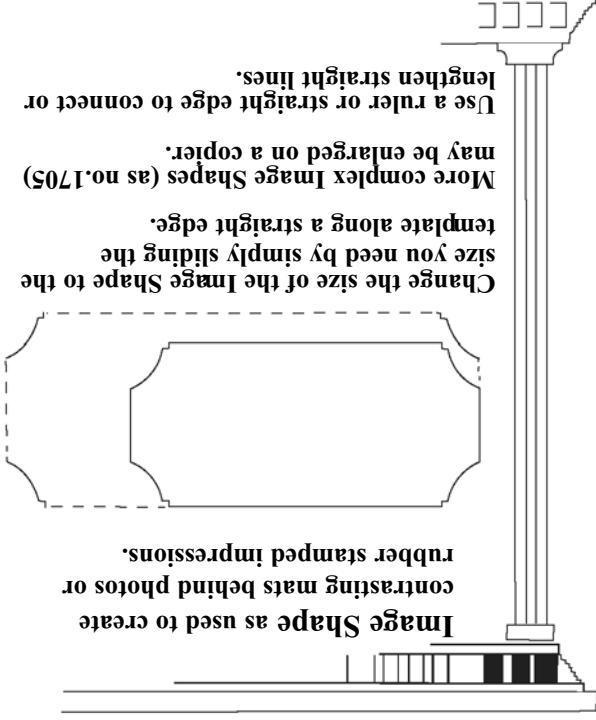 Image Shape as used to create
contrasting mats behind photos or
rubber stamped impressions.
Change the size of the Image Shape to the
size you need by simply sliding the
template along a straight edge.
More complex Image Shapes (as no.1705)
may be enlarged on a copier.
Use a ruler or straight edge to connect or
lengthen straight lines.